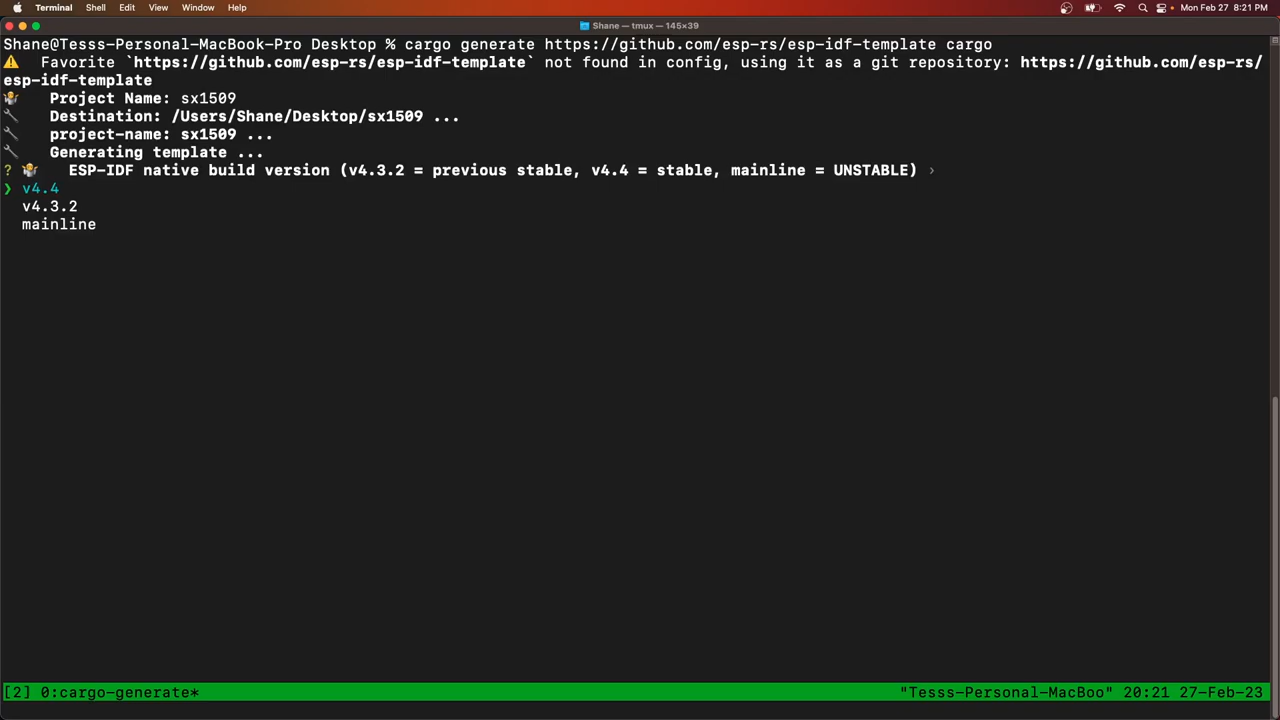 Terminal Shell Edit View Window Help Mon Feb 27 8:21 PM
Shane — tmux — 145×39
Shane@Tesss-Personal-MacBook-Pro Desktop % cargo generate https://github.com/esp-rs/esp-idf-template cargo
Favorite `https://github.com/esp-rs/esp-idf-template` not found in config, using it as a git repository: https://github.com/esp-rs/
esp-idf-template
Project Name: sx1509
Destination: /Users/Shane/Desktop/sx1509 ...
project-name: sx1509 ...
Generating template ...
? ESP-IDF native build version (v4.3.2 = previous stable, v4.4 = stable, mainline = UNSTABLE) ›
❯ v4.4
v4.3.2
mainline
[2] 0:cargo-generate* "Tesss-Personal-MacBoo" 20:21 27-Feb-23